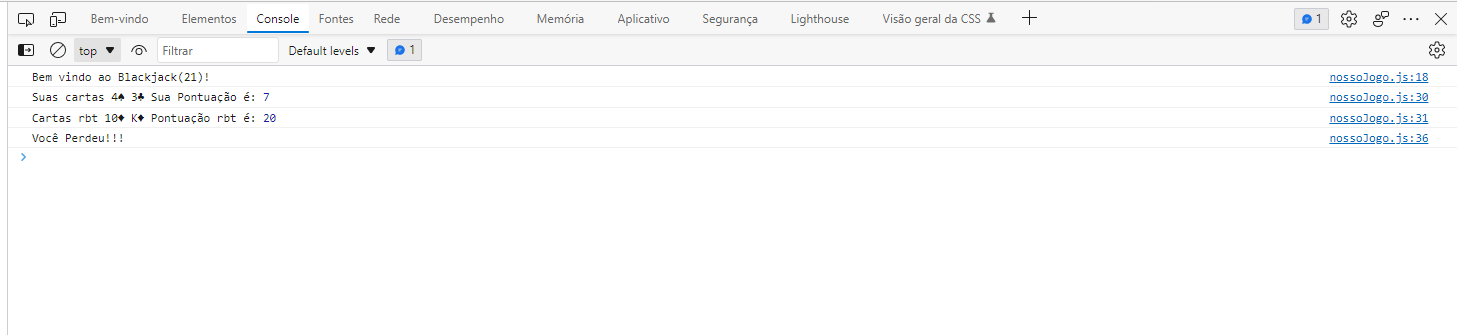 Bem-vindo Elementos Console Fontes Rede Desempenho Memória Aplicativo Segurança Lighthouse Visão geral da CSS 1
top Filtrar Default levels 1
Bem vindo ao Blackjack(21)! nossoJogo.js:18
Suas cartas 4♠ 3♣ Sua Pontuação é: 7 nossoJogo.js:30
Cartas rbt 10♦ K♦ Pontuação rbt é: 20 nossoJogo.js:31
Você Perdeu!!! nossoJogo.js:36